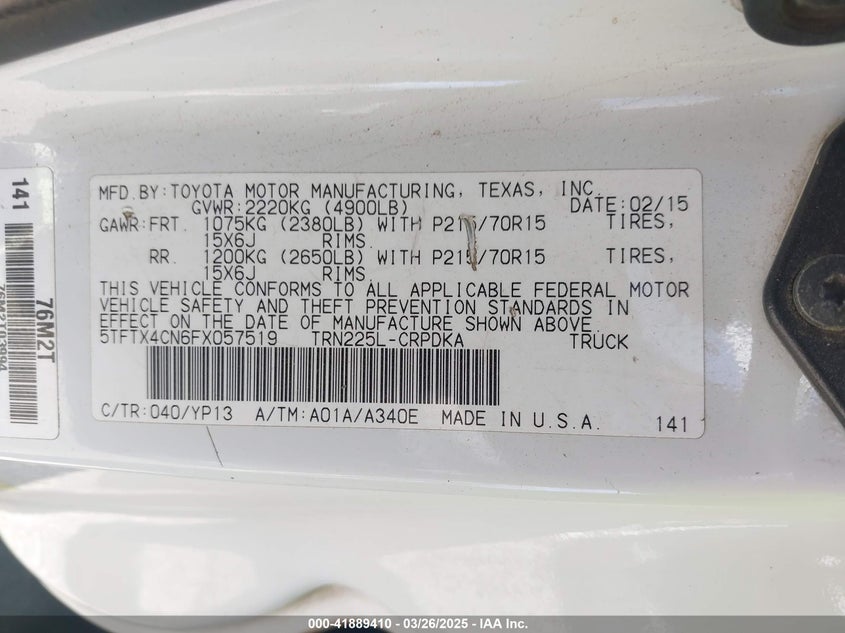 MFD.BY:TOYOTA MOTOR MANUFACTURING, TEXAS, INC.
GVWR:2220KG (4900LB) DATE:02/15
GAWR:FRT. 1075KG (2380LB) WITH P215/70R15 TIRES,
15X6J RIMS
RR. 1200KG (2650LB) WITH P215/70R15 TIRES,
15X6J RIMS
THIS VEHICLE CONFORMS TO ALL APPLICABLE FEDERAL MOTOR
VEHICLE SAFETY AND THEFT PREVENTION STANDARDS IN
EFFECT ON THE DATE OF MANUFACTURE SHOWN ABOVE.
5TFTX4CN6FX057519 TRN225L-CRPDKA TRUCK
C/TR:040/YP13 A/TM:A01A/A340E MADE IN U.S.A. 141
141
76M2T
000-41889410 - 03/26/2025 - IAA Inc.